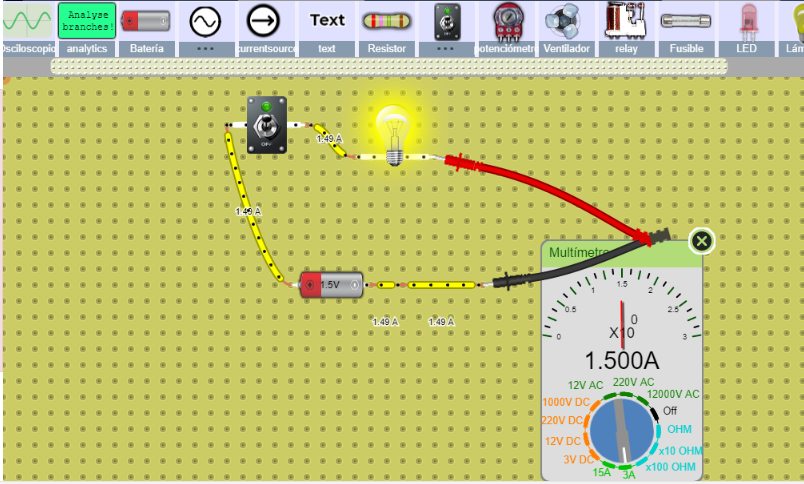 Analyse
branches!
Text
Osciloscopio
analytics
Batería
...
currentsource
text
Resistor
...
potenciómetro
Ventilador
relay
Fusible
LED
Lám
1.49 A
1.49 A
1.5V
1.49 A
1.49 A
Multímetro
0
0.5
1
1.5
2
2.5
3
0
X10
1.500A
12V AC
220V AC
12000V AC
1000V DC
Off
220V DC
OHM
12V DC
x10 OHM
3V DC
x100 OHM
15A
3A